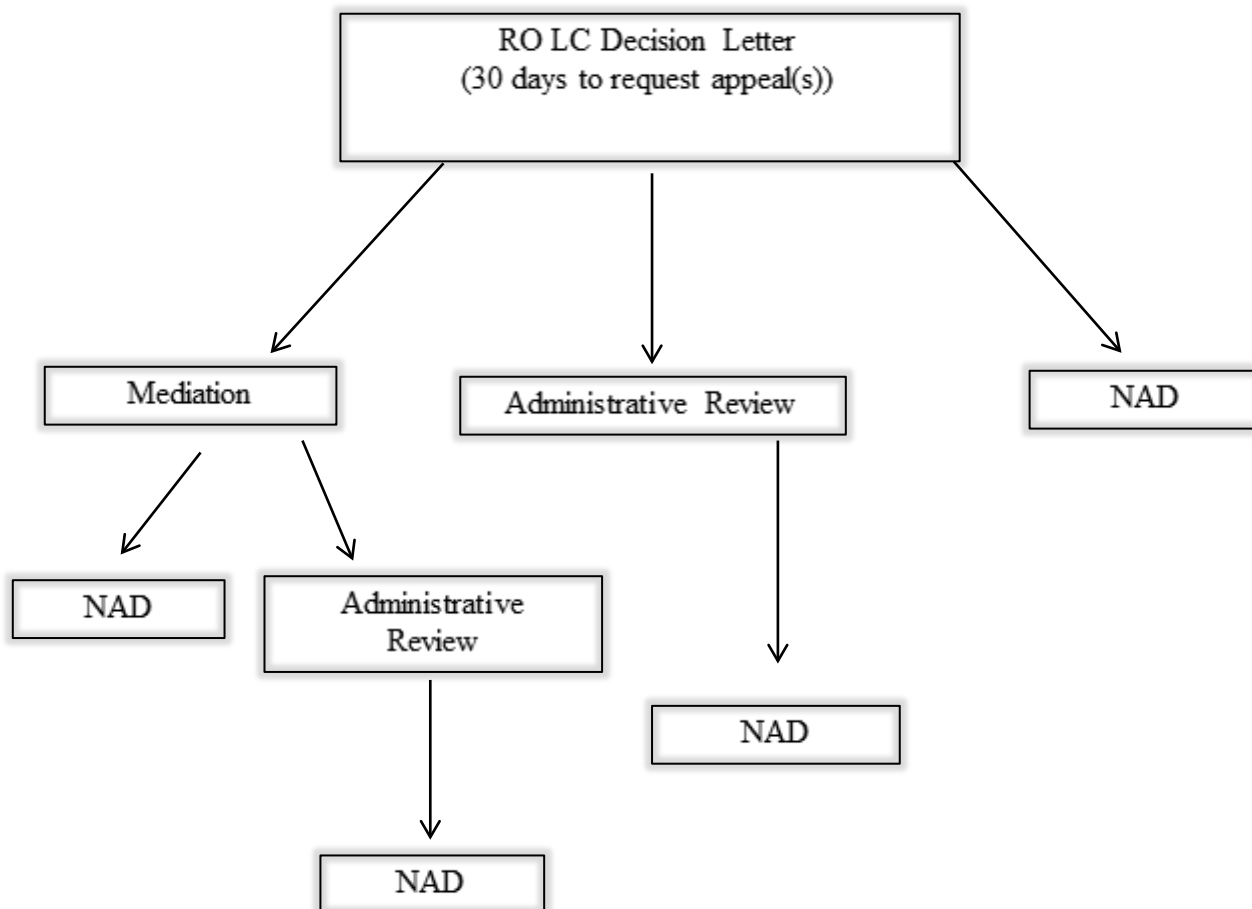 RO LC Decision Letter
(30 days to request appeal(s))
Mediation
Administrative Review
NAD
NAD
Administrative
Review
NAD
NAD